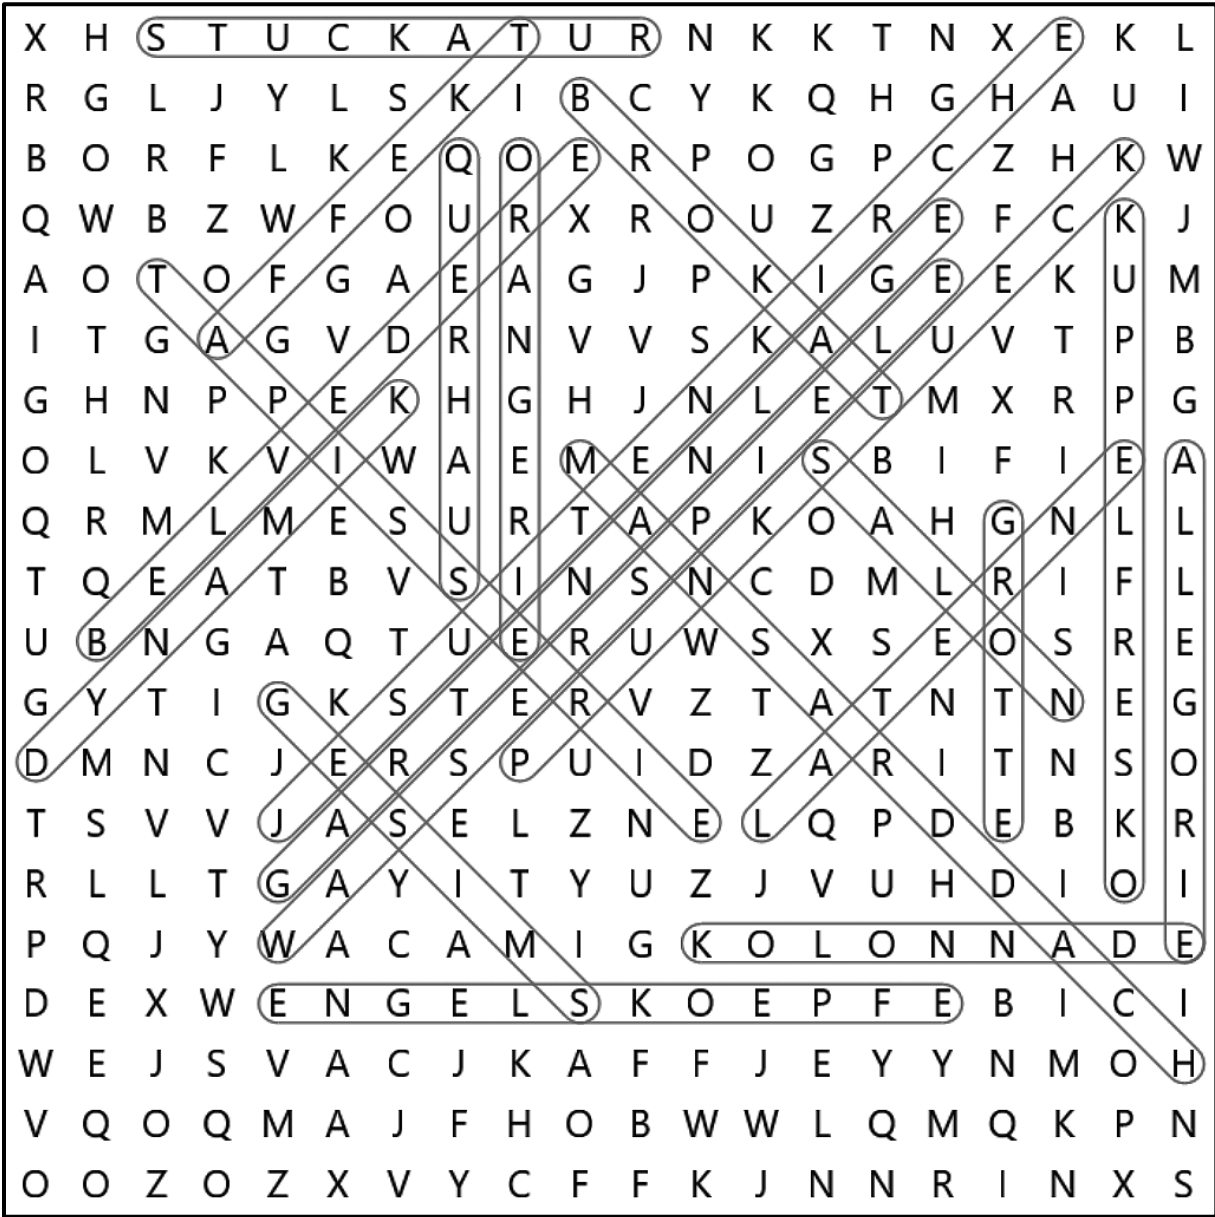 X H S T U C K A T U R N K K T N X E K L
R G L J Y L S K I B C Y K Q H G H A U I
B O R F L K E Q O E R P O G P C Z H K W
Q W B Z W F O U R X R O U Z R E F C K J
A O T O F G A E A G J P K I G E E K U M
I T G A G V D R N V V S K A L U V T P B
G H N P P E K H G H J N L E T M X R P G
O L V K V I W A E M E N I S B I F I E A
Q R M L M E S U R T A P K O A H G N L L
T Q E A T B V S I N S N C D M L R I F L
U B N G A Q T U E R U W S X S E O S R E
G Y T I G K S T E R V Z T A T N T N E G
D M N C J E R S P U I D Z A R I T N S O
T S V V J A S E L Z N E L Q P D E B K R
R L L T G A Y I T Y U Z J V U H D I O I
P Q J Y W A C A M I G K O L O N N A D E
D E X W E N G E L S K O E P F E B I C I
W E J S V A C J K A F F J E Y Y N M O H
V Q O Q M A J F H O B W W L Q M Q K P N
O O Z O Z X V Y C F F K J N N R I N X S